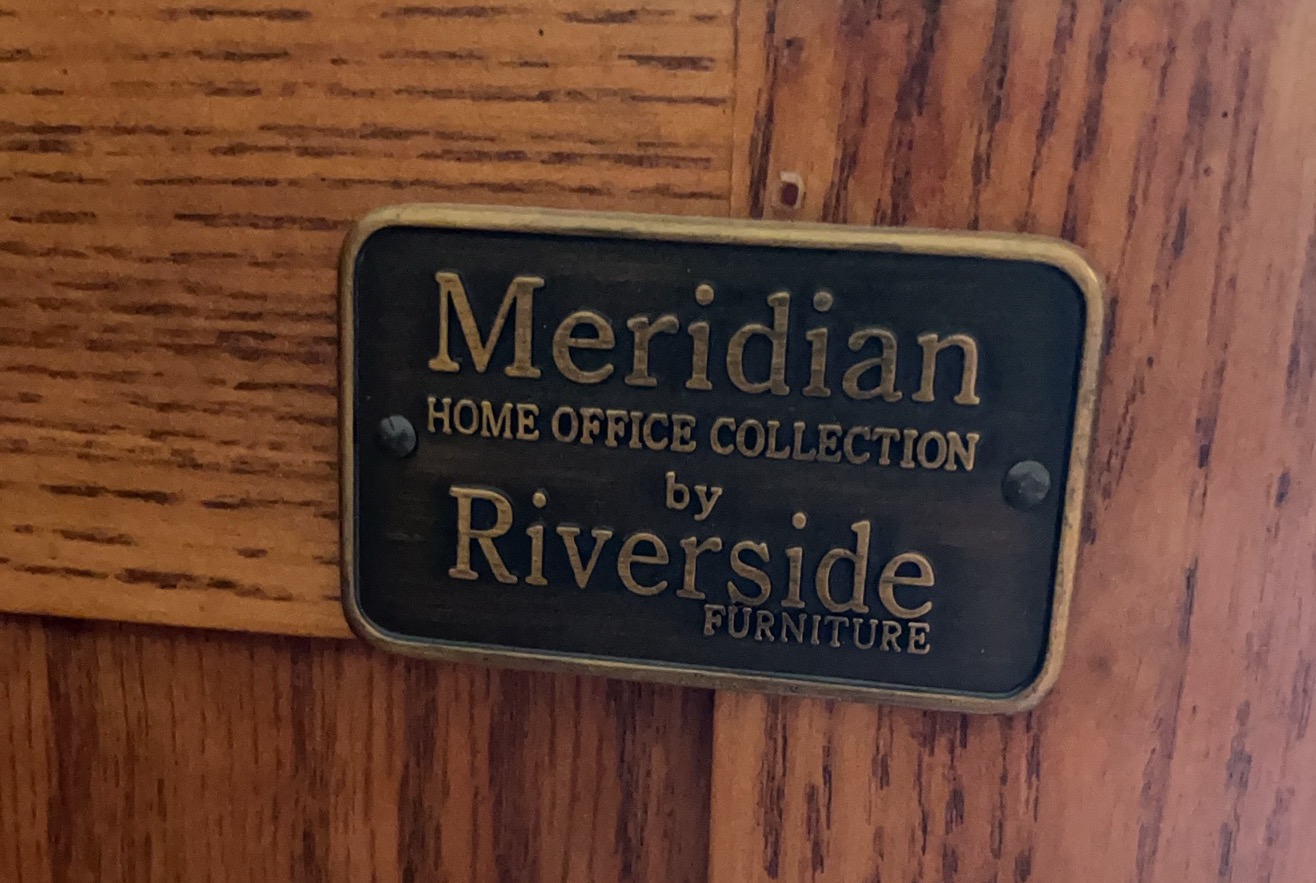 Meridian
HOME OFFICE COLLECTION
by
Riverside
FURNITURE